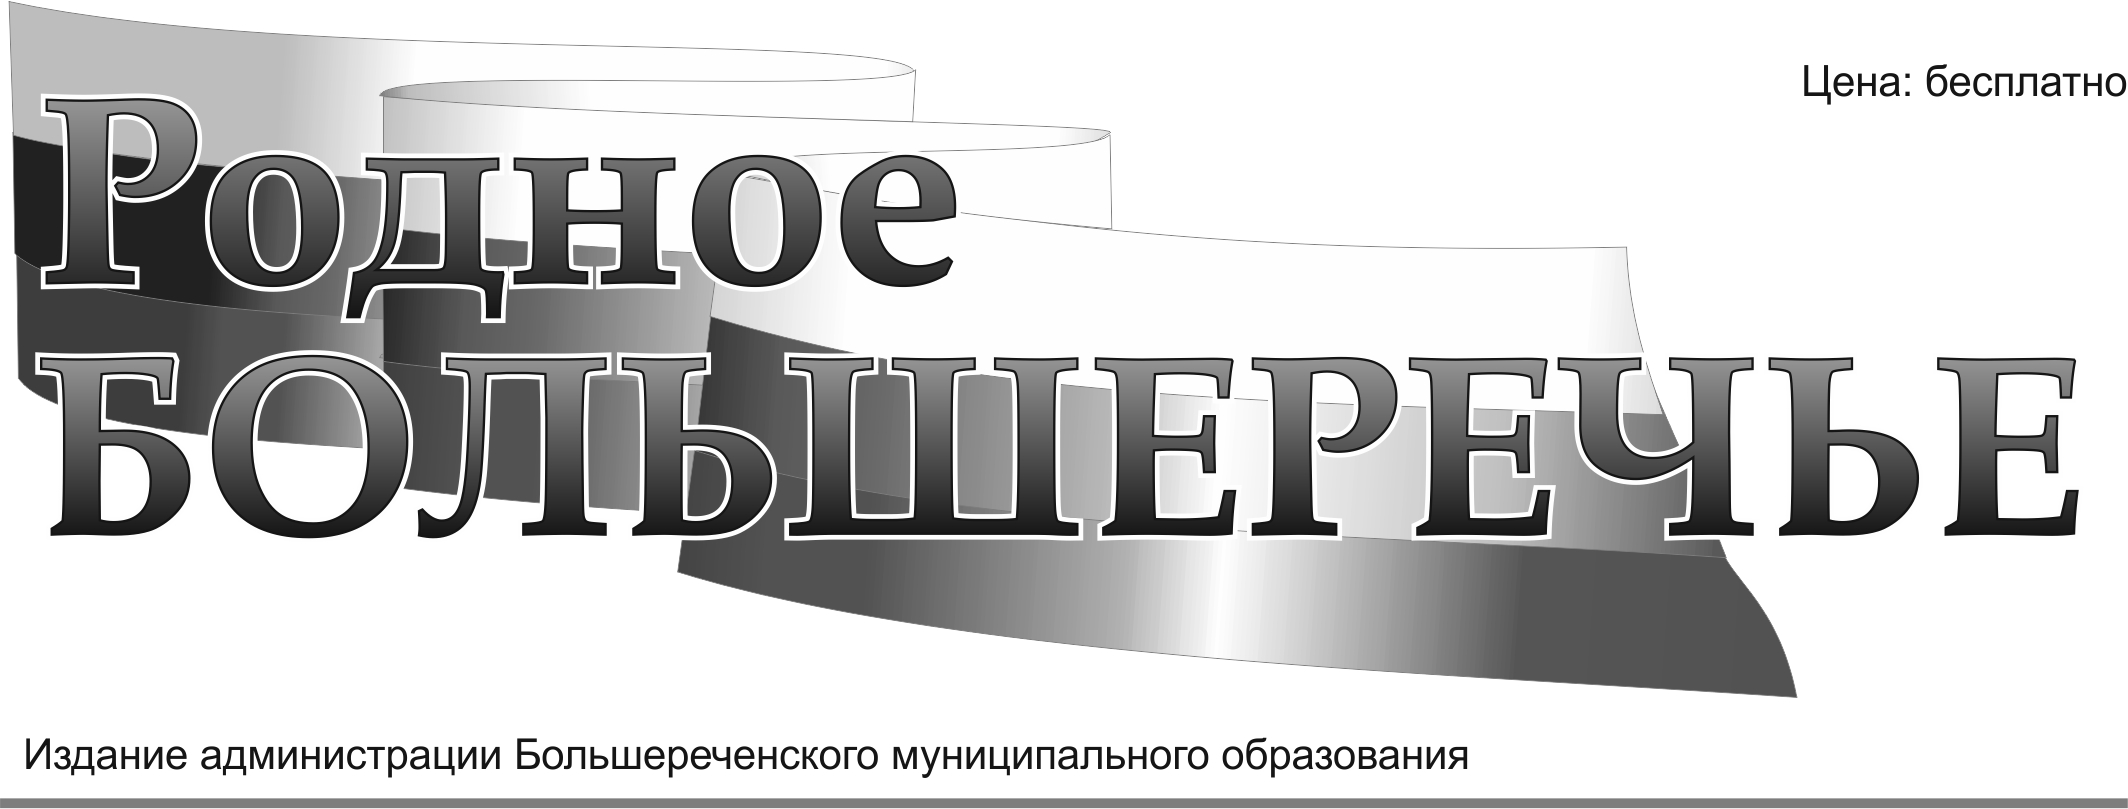 Цена: бесплатно
Родное
БОЛЬШЕРЕЧЬЕ
Издание администрации Большереченского муниципального образования